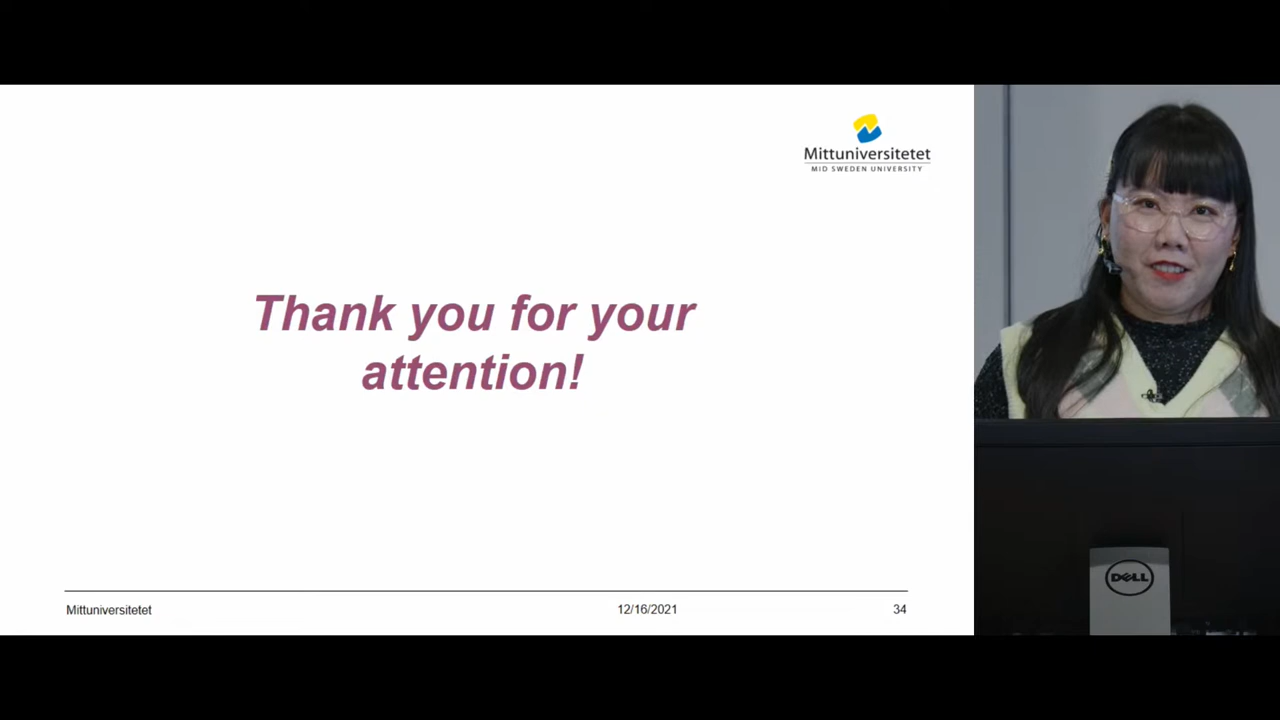 Mittuniversitetet
MID SWEDEN UNIVERSITY
Thank you for your
attention!
Mittuniversitetet
12/16/2021
34
DELL